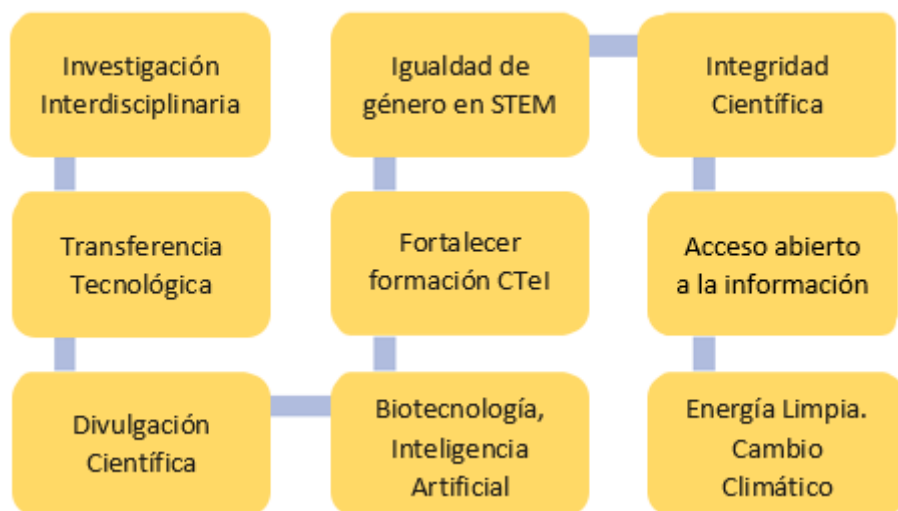 Investigación
Interdisciplinaria
Transferencia
Tecnológica
Divulgación
Científica
Biotecnología,
Inteligencia
Artificial
Fortalecer
formación CTeI
Igualdad de
género en STEM
Integridad
Científica
Acceso abierto
a la información
Energía Limpia.
Cambio
Climático